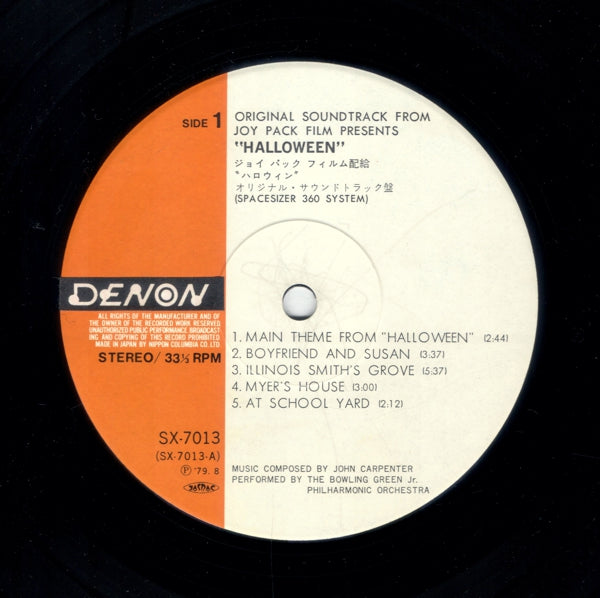 SIDE 1
ORIGINAL SOUNDTRACK FROM
JOY PACK FILM PRESENTS
"HALLOWEEN"
ジョイ パック フィルム配給
"ハロウィン"
オリジナル・サウンドトラック盤
(SPACESIZER 360 SYSTEM)
DENON
ALL RIGHTS OF THE MANUFACTURER AND OF
THE OWNER OF THE RECORDED WORK RESERVED
UNAUTHORIZED PUBLIC PERFORMANCE BROADCAST
ING AND COPYING OF THIS RECORD PROHIBITED
MADE IN JAPAN BY NIPPON COLUMBIA CO. LTD.
STEREO/33⅓ RPM
1. MAIN THEME FROM "HALLOWEEN" (2:44)
2. BOYFRIEND AND SUSAN (3:37)
3. ILLINOIS SMITH'S GROVE (5:37)
4. MYER'S HOUSE (3:00)
5. AT SCHOOL YARD (2:12)
SX-7013
(SX-7013-A)
Ⓟ '79. 8
JASRAC
MUSIC COMPOSED BY JOHN CARPENTER
PERFORMED BY THE BOWLING GREEN Jr.
PHILHARMONIC ORCHESTRA